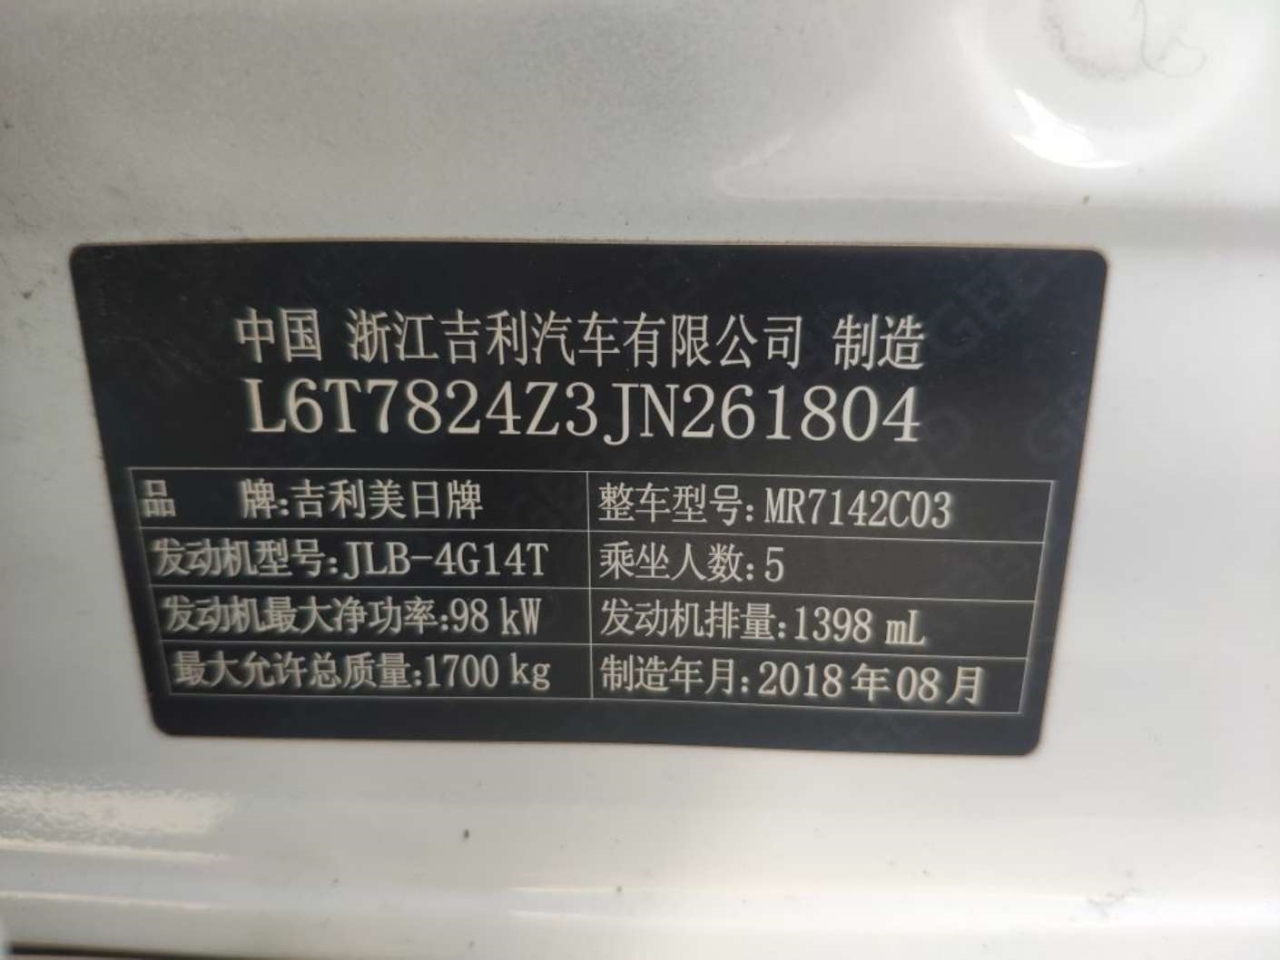 中国 浙江吉利汽车有限公司 制造
L6T7824Z3JN261804
品 牌:吉利美日牌 整车型号:MR7142C03
发动机型号:JLB-4G14T 乘坐人数:5
发动机最大净功率:98 kW 发动机排量:1398 mL
最大允许总质量:1700 kg 制造年月:2018年08月